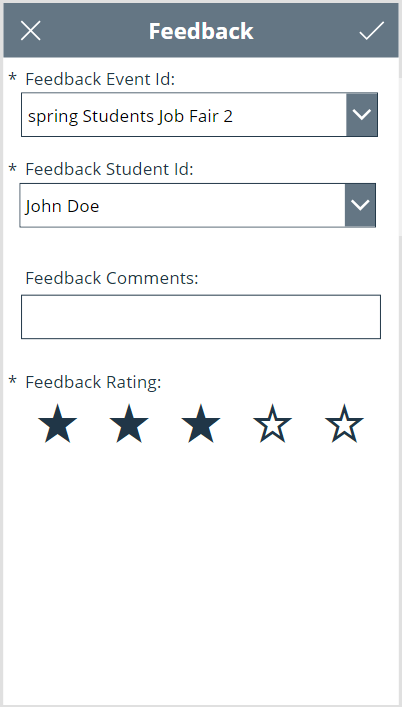 Feedback
* Feedback Event Id:
spring Students Job Fair 2
* Feedback Student Id:
John Doe
Feedback Comments:
* Feedback Rating: